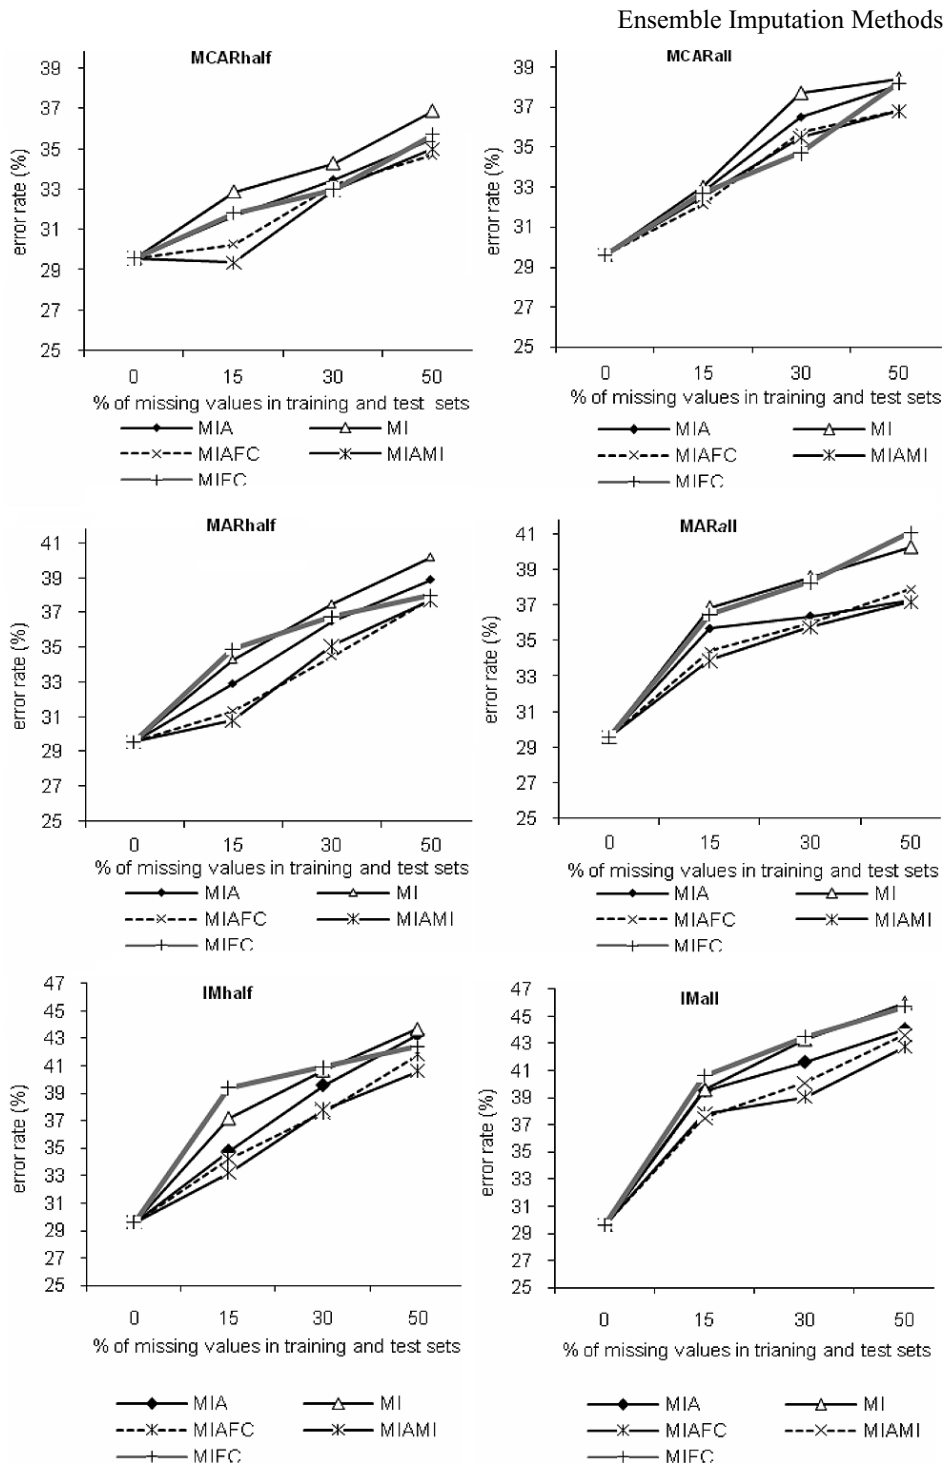 Ensemble Imputation Methods
MCARhalf
39
37
35
33
31
29
27
25
error rate (%)
0 15 30 50
% of missing values in training and test sets
MIA MI
MIAFC MIAMI
MIFC
MCARall
39
37
35
33
31
29
27
25
error rate (%)
0 15 30 50
% of missing values in training and test sets
MIA MI
MIAFC MIAMI
MIFC
MARhalf
41
39
37
35
33
31
29
27
25
error rate (%)
0 15 30 50
% of missing values in training and test sets
MIA MI
MIAFC MIAMI
MIFC
MARall
41
39
37
35
33
31
29
27
25
error rate (%)
0 15 30 50
% of missing values in training and test sets
MIA MI
MIAFC MIAMI
MIFC
IMhalf
47
45
43
41
39
37
35
33
31
29
27
25
error rate (%)
0 15 30 50
% of missing values in training and test sets
MIA MI
MIAFC MIAMI
MIFC
IMall
47
45
43
41
39
37
35
33
31
29
27
25
error rate (%)
0 15 30 50
% of missing values in trianing and test sets
MIA MI
MIAFC MIAMI
MIFC